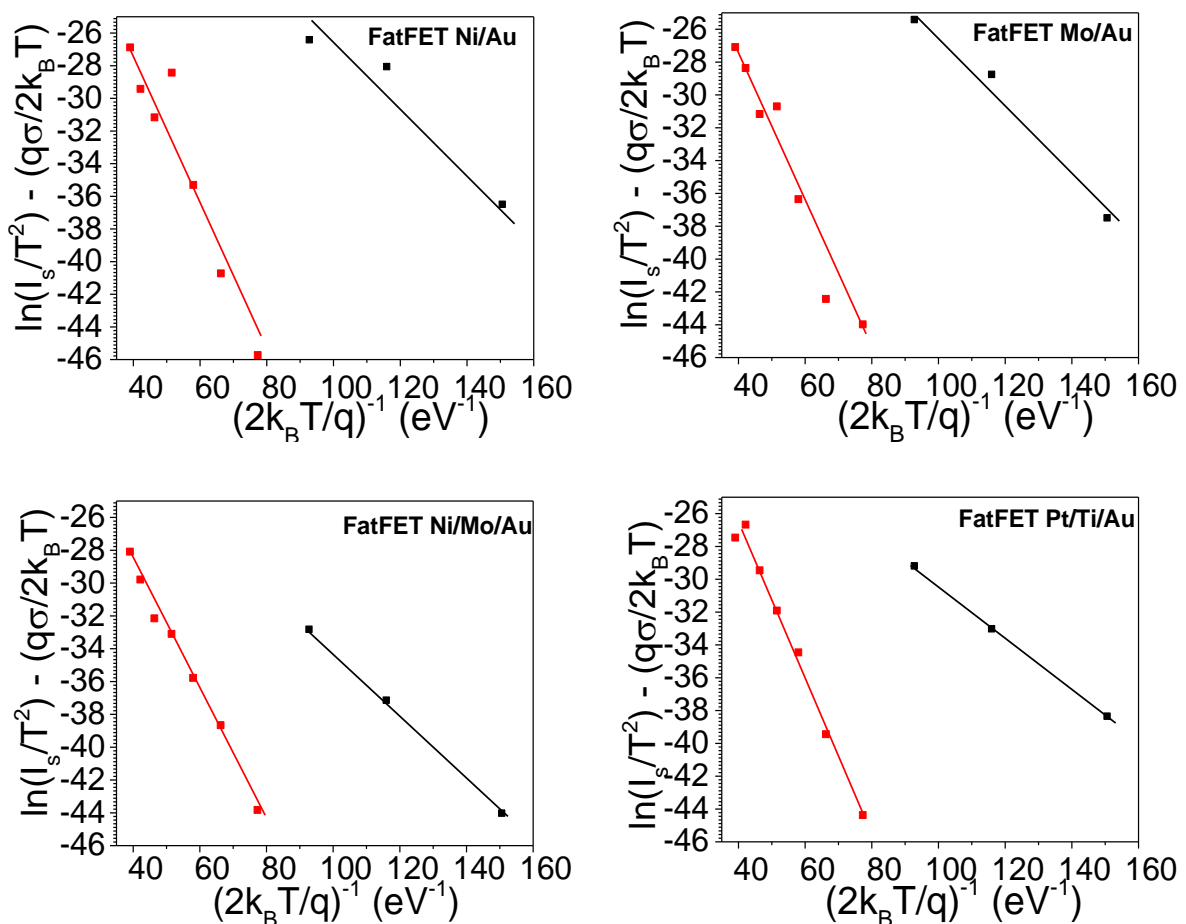 FatFET Ni/Au
ln(I_s/T^2) - (qσ/2k_BT)
-26
-28
-30
-32
-34
-36
-38
-40
-42
-44
-46
40 60 80 100 120 140 160
(2k_BT/q)^-1 (eV^-1)
FatFET Mo/Au
ln(I_s/T^2) - (qσ/2k_BT)
-26
-28
-30
-32
-34
-36
-38
-40
-42
-44
-46
40 60 80 100 120 140 160
(2k_BT/q)^-1 (eV^-1)
FatFET Ni/Mo/Au
ln(I_s/T^2) - (qσ/2k_BT)
-26
-28
-30
-32
-34
-36
-38
-40
-42
-44
-46
40 60 80 100 120 140 160
(2k_BT/q)^-1 (eV^-1)
FatFET Pt/Ti/Au
ln(I_s/T^2) - (qσ/2k_BT)
-26
-28
-30
-32
-34
-36
-38
-40
-42
-44
-46
40 60 80 100 120 140 160
(2k_BT/q)^-1 (eV^-1)